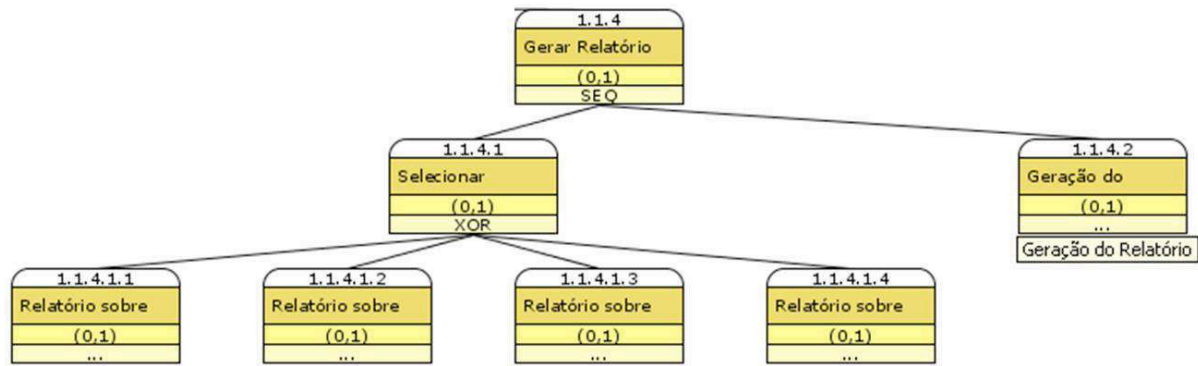 1.1.4
Gerar Relatório
(0,1)
SEQ
1.1.4.1
Selecionar
(0,1)
XOR
1.1.4.2
Geração do
(0,1)
...
Geração do Relatório
1.1.4.1.1
Relatório sobre
(0,1)
...
1.1.4.1.2
Relatório sobre
(0,1)
...
1.1.4.1.3
Relatório sobre
(0,1)
...
1.1.4.1.4
Relatório sobre
(0,1)
...